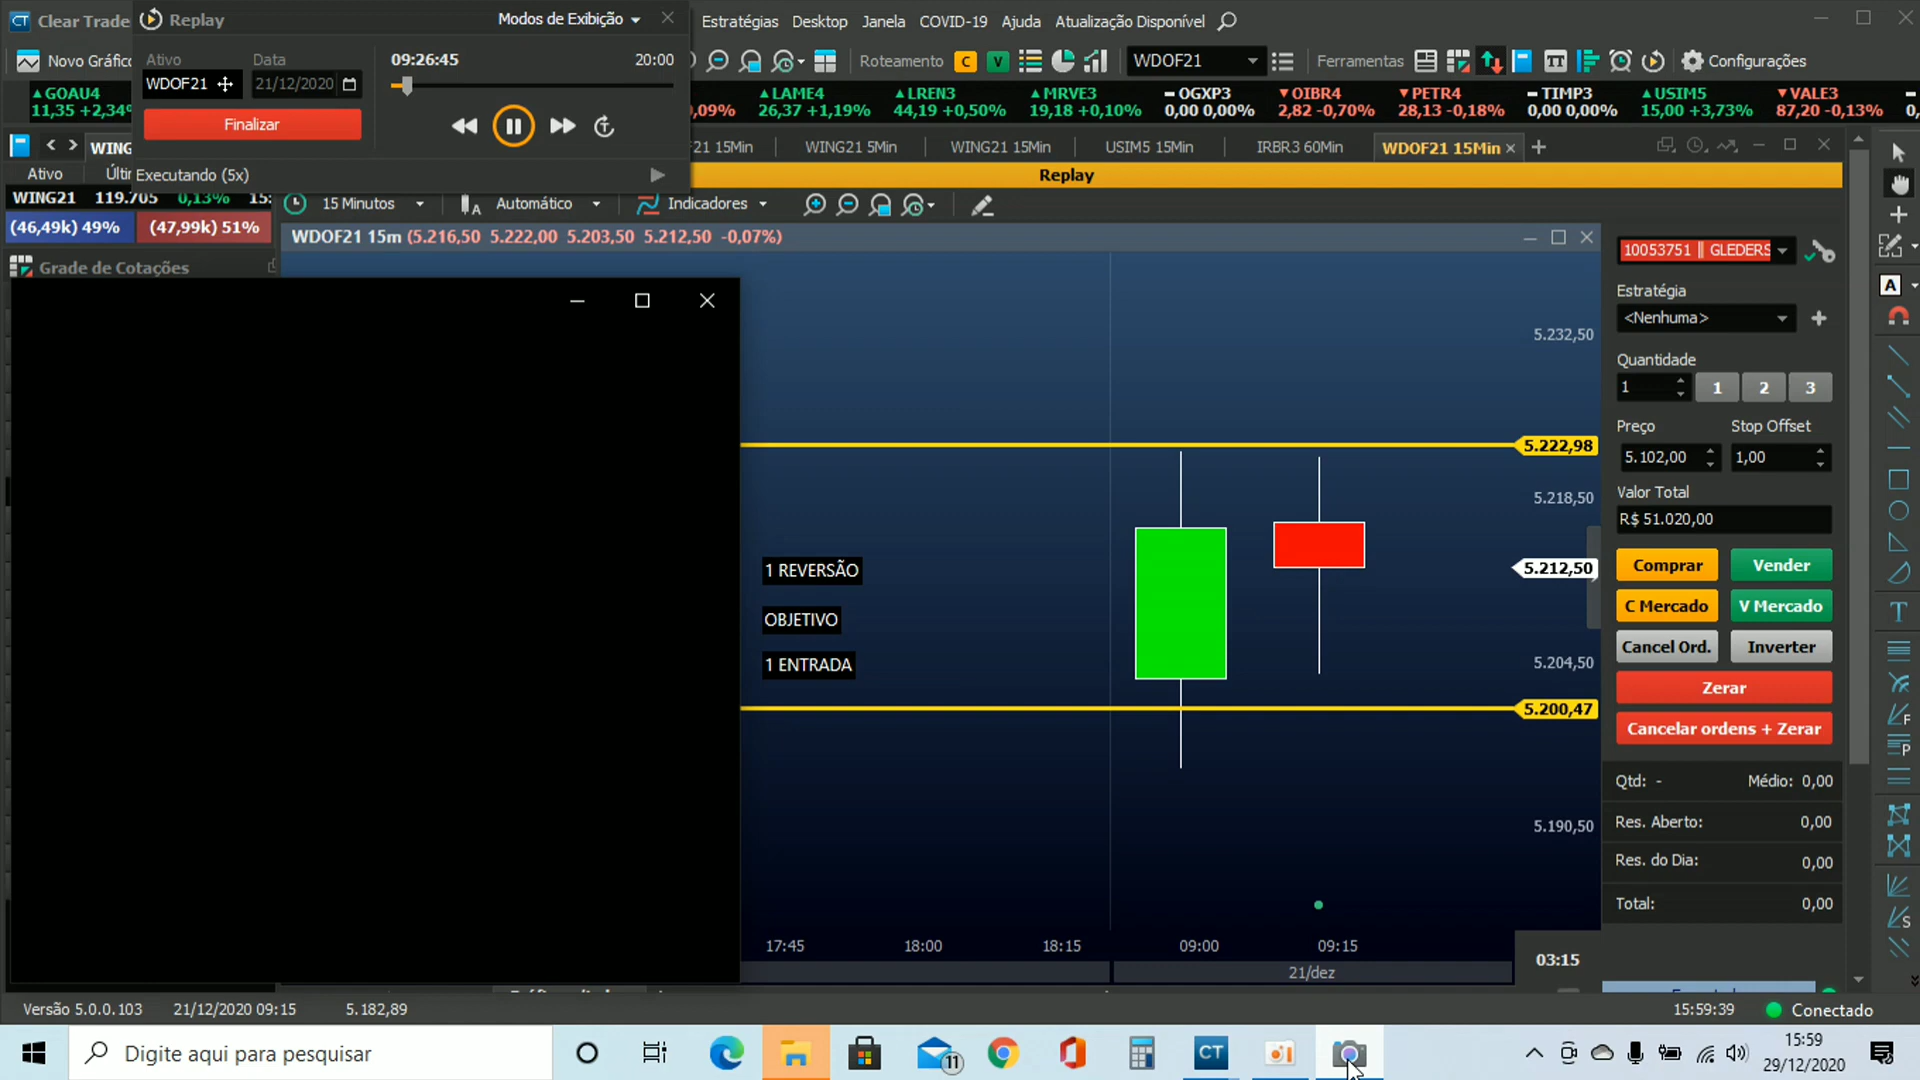 Clear Trade
Replay
Modos de Exibição
Estratégias
Desktop
Janela
COVID-19
Ajuda
Atualização Disponível
Novo Gráfico
Ativo
Data
WDOF21
21/12/2020
09:26:45
20:00
Finalizar
Executando (5x)
Roteamento
C
V
WDOF21
Ferramentas
Configurações
GOAU4
11,35 +2,34%
0,09%
LAME4
26,37 +1,19%
LREN3
44,19 +0,50%
MRVE3
19,18 +0,10%
OGXP3
0,00 0,00%
OIBR4
2,82 -0,70%
PETR4
28,13 -0,18%
TIMP3
0,00 0,00%
USIM5
15,00 +3,73%
VALE3
87,20 -0,13%
F21 15Min
WING21 5Min
WING21 15Min
USIM5 15Min
IRBR3 60Min
WDOF21 15Min
Replay
Ativo
WING21 119.705 0,13%
(46,49k) 49%
(47,99k) 51%
Grade de Cotações
15 Minutos
Automático
Indicadores
WDOF21 15m (5.216,50 5.222,00 5.203,50 5.212,50 -0,07%)
5.232,50
5.222,98
5.218,50
5.212,50
5.204,50
5.200,47
5.190,50
1 REVERSÃO
OBJETIVO
1 ENTRADA
17:45
18:00
18:15
09:00
09:15
21/dez
03:15
10053751 || GLEDERS
Estratégia
<Nenhuma>
Quantidade
1
1
2
3
Preço
Stop Offset
5.102,00
1,00
Valor Total
R$ 51.020,00
Comprar
Vender
C Mercado
V Mercado
Cancel Ord.
Inverter
Zerar
Cancelar ordens + Zerar
Qtd: -
Médio: 0,00
Res. Aberto: 0,00
Res. do Dia: 0,00
Total: 0,00
Versão 5.0.0.103
21/12/2020 09:15
5.182,89
15:59:39
Conectado
Digite aqui para pesquisar
11
CT
15:59
29/12/2020